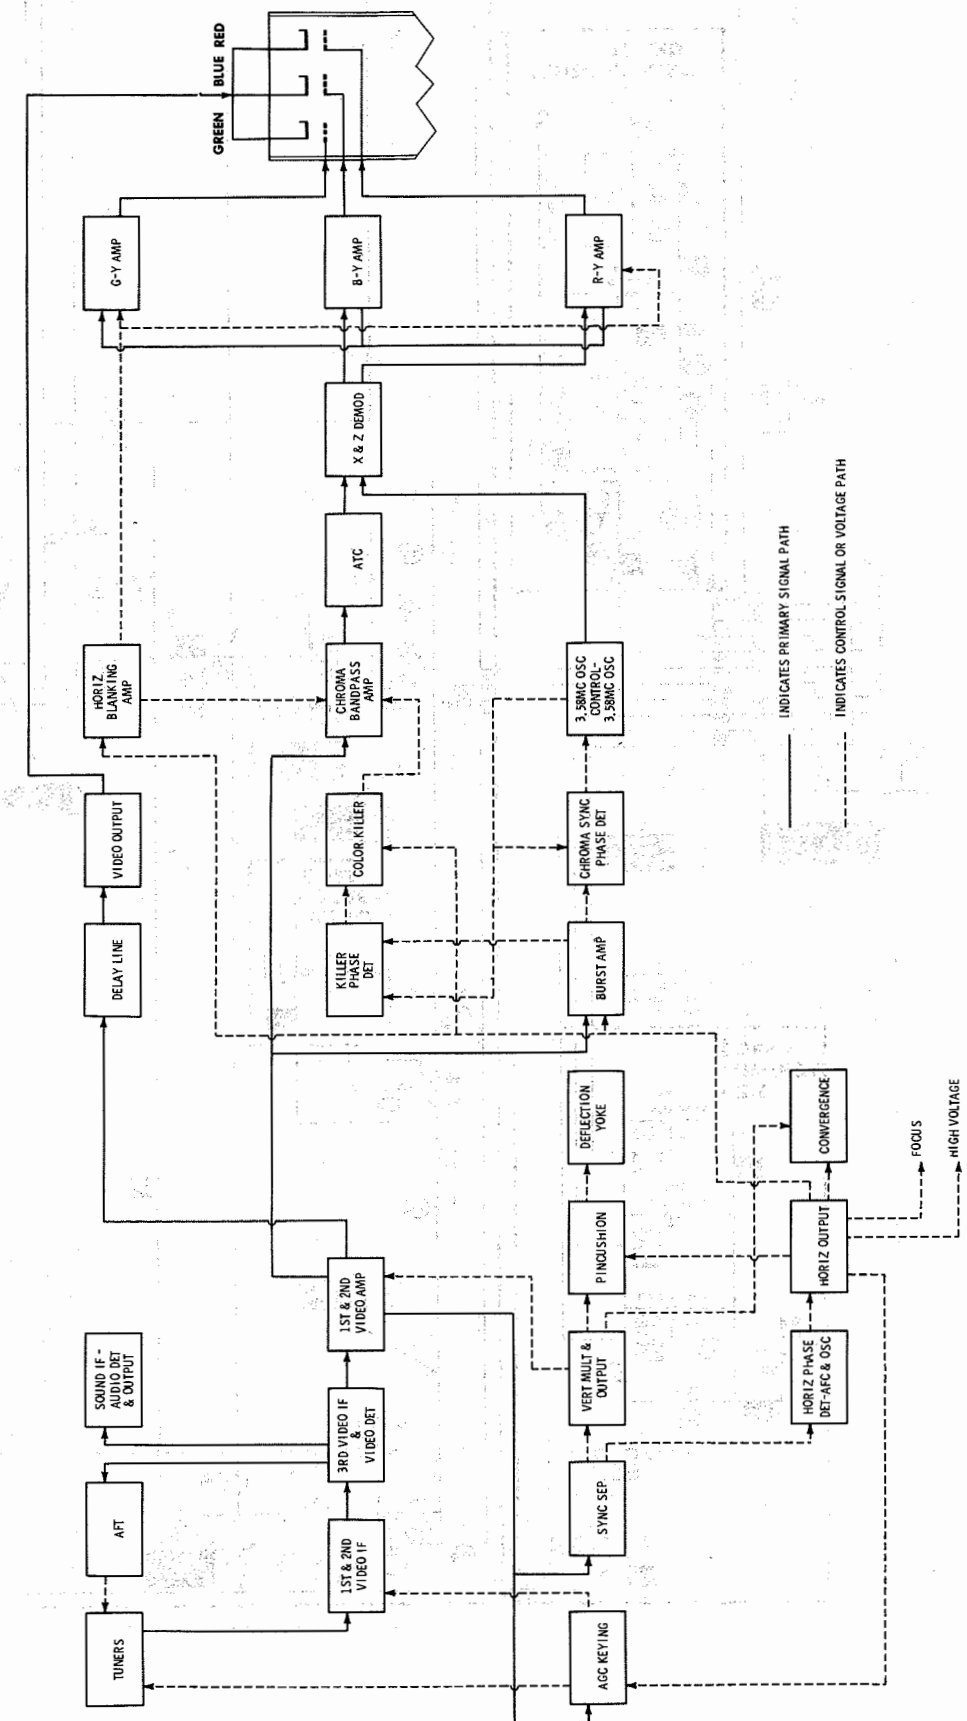 TUNERS
AFT
SOUND IF -
AUDIO DET
& OUTPUT
DELAY LINE
VIDEO OUTPUT
HORIZ
BLANKING
AMP
G-Y AMP
GREEN
BLUE
RED
1ST & 2ND
VIDEO IF
3RD VIDEO IF
&
VIDEO DET
1ST & 2ND
VIDEO AMP
KILLER
PHASE
DET
COLOR KILLER
CHROMA
BANDPASS
AMP
ATC
X & Z DEMOD
B-Y AMP
AGC KEYING
SYNC SEP
VERT MULT &
OUTPUT
PINCUSHION
DEFLECTION
YOKE
BURST AMP
CHROMA SYNC
PHASE DET
3.58MC OSC
CONTROL-
3.58MC OSC
R-Y AMP
HORIZ PHASE
DET-AFC & OSC
HORIZ OUTPUT
CONVERGENCE
FOCUS
HIGH VOLTAGE
INDICATES PRIMARY SIGNAL PATH
INDICATES CONTROL SIGNAL OR VOLTAGE PATH